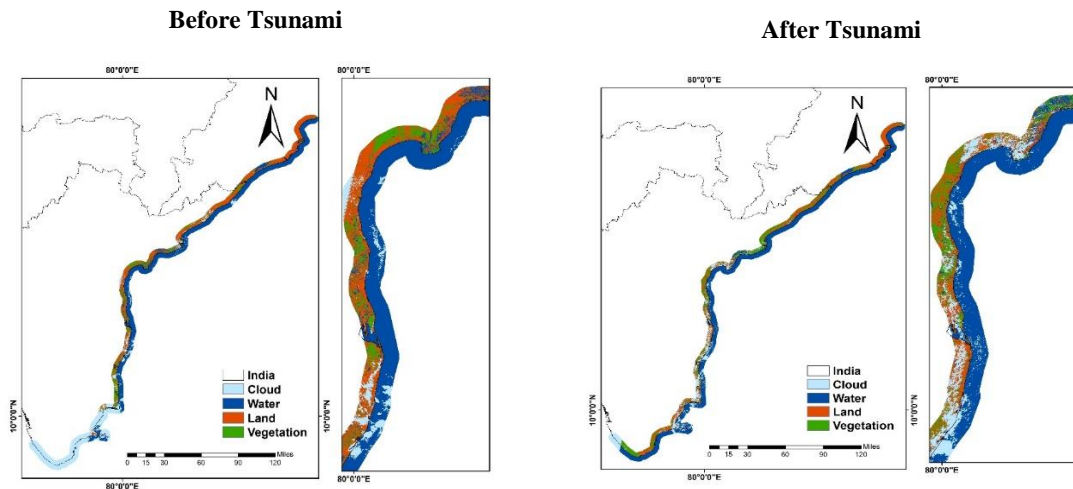 Before Tsunami
80°0'0"E
80°0'0"E
N
India
Cloud
Water
Land
Vegetation
10°0'0"N
10°0'0"N
0 15 30 60 90 120
Miles
80°0'0"E
80°0'0"E
After Tsunami
80°0'0"E
80°0'0"E
N
India
Cloud
Water
Land
Vegetation
10°0'0"N
10°0'0"N
0 15 30 60 90 120
Miles
80°0'0"E
80°0'0"E